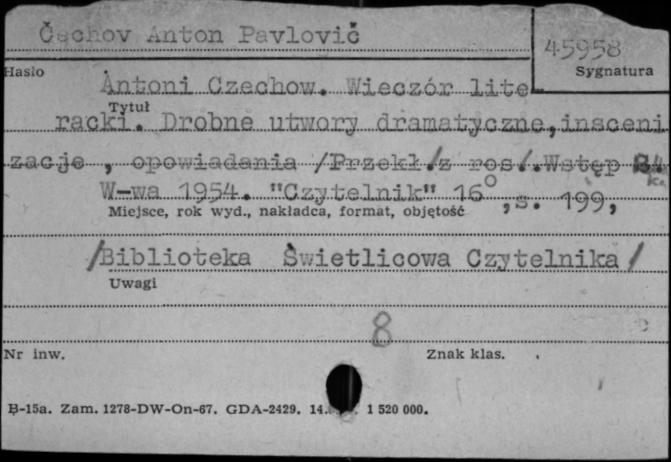 Čechov Anton Pavlovič
45958
Hasło
Sygnatura
Antoni Czechow. Wieczór lite-
Tytuł
racki. Drobne utwory dramatyczne,insceni
zacje , opowiadania /Przekł./z ros/.Wstęp
W-wa 1954. "Czytelnik" 16° ,s. 199,
Miejsce, rok wyd., nakładca, format, objętość
/Biblioteka Świetlicowa Czytelnika/
Uwagi
8
Nr inw.
Znak klas.
B-15a. Zam. 1278-DW-On-67. GDA-2429. 14. 1 520 000.